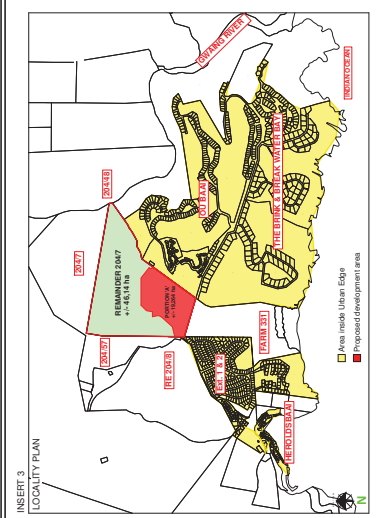 INSERT 3
LOCALITY PLAN
GWAING RIVER
204/48
204/7
REMAINDER 204/7
+/- 46,14 ha
PORTION 'A'
204/57
RE 204/8
OU BAAI
THE BRINK & BREAK WATER BAY
INDIAN OCEAN
Ext. 1 & 2
FARM 331
HEROLDSBAAI
Area inside Urban Edge
Proposed development area
N